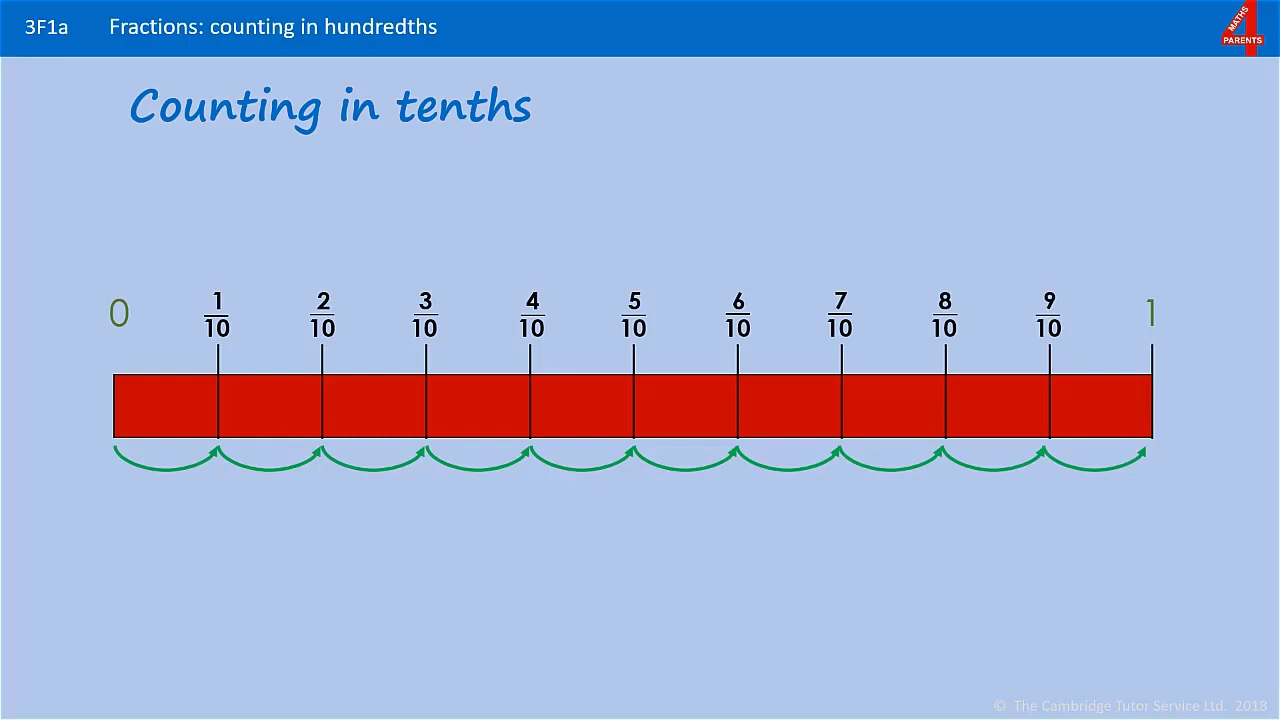 3F1a Fractions: counting in hundredths
MATHS
4
PARENTS
Counting in tenths
0 1/10 2/10 3/10 4/10 5/10 6/10 7/10 8/10 9/10 1
© The Cambridge Tutor Service Ltd. 2018